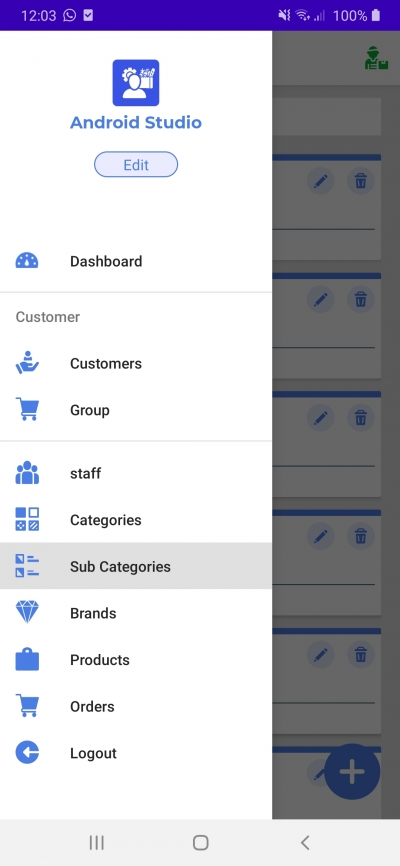 12:03
100%
Android Studio
Edit
Dashboard
Customer
Customers
Group
staff
Categories
Sub Categories
Brands
Products
Orders
Logout